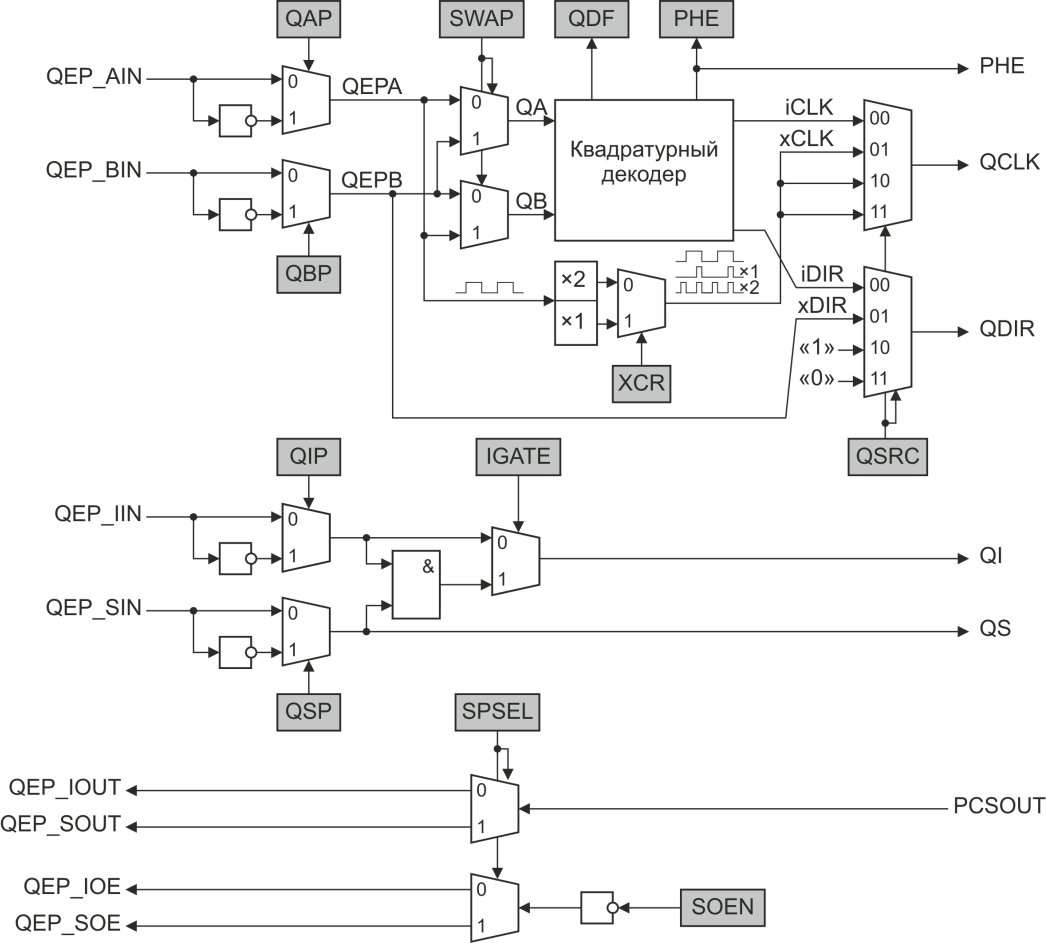 QAP SWAP QDF PHE
QEP_AIN 0 1 QEPA 0 1 QA iCLK 00 PHE
xCLK 01 10 11 QCLK
Квадратурный
декодер
QEP_BIN 0 1 QEPB 0 1 QB
QBP ×2 ×1 0 1 ×1 ×2
iDIR 00
xDIR 01 QDIR
«1» 10
«0» 11
XCR
QIP IGATE QSRC
QEP_IIN 0 1 & 0 1 QI
QEP_SIN 0 1 QS
QSP SPSEL
QEP_IOUT 0 PCSOUT
QEP_SOUT 1
QEP_IOE 0 SOEN
QEP_SOE 1